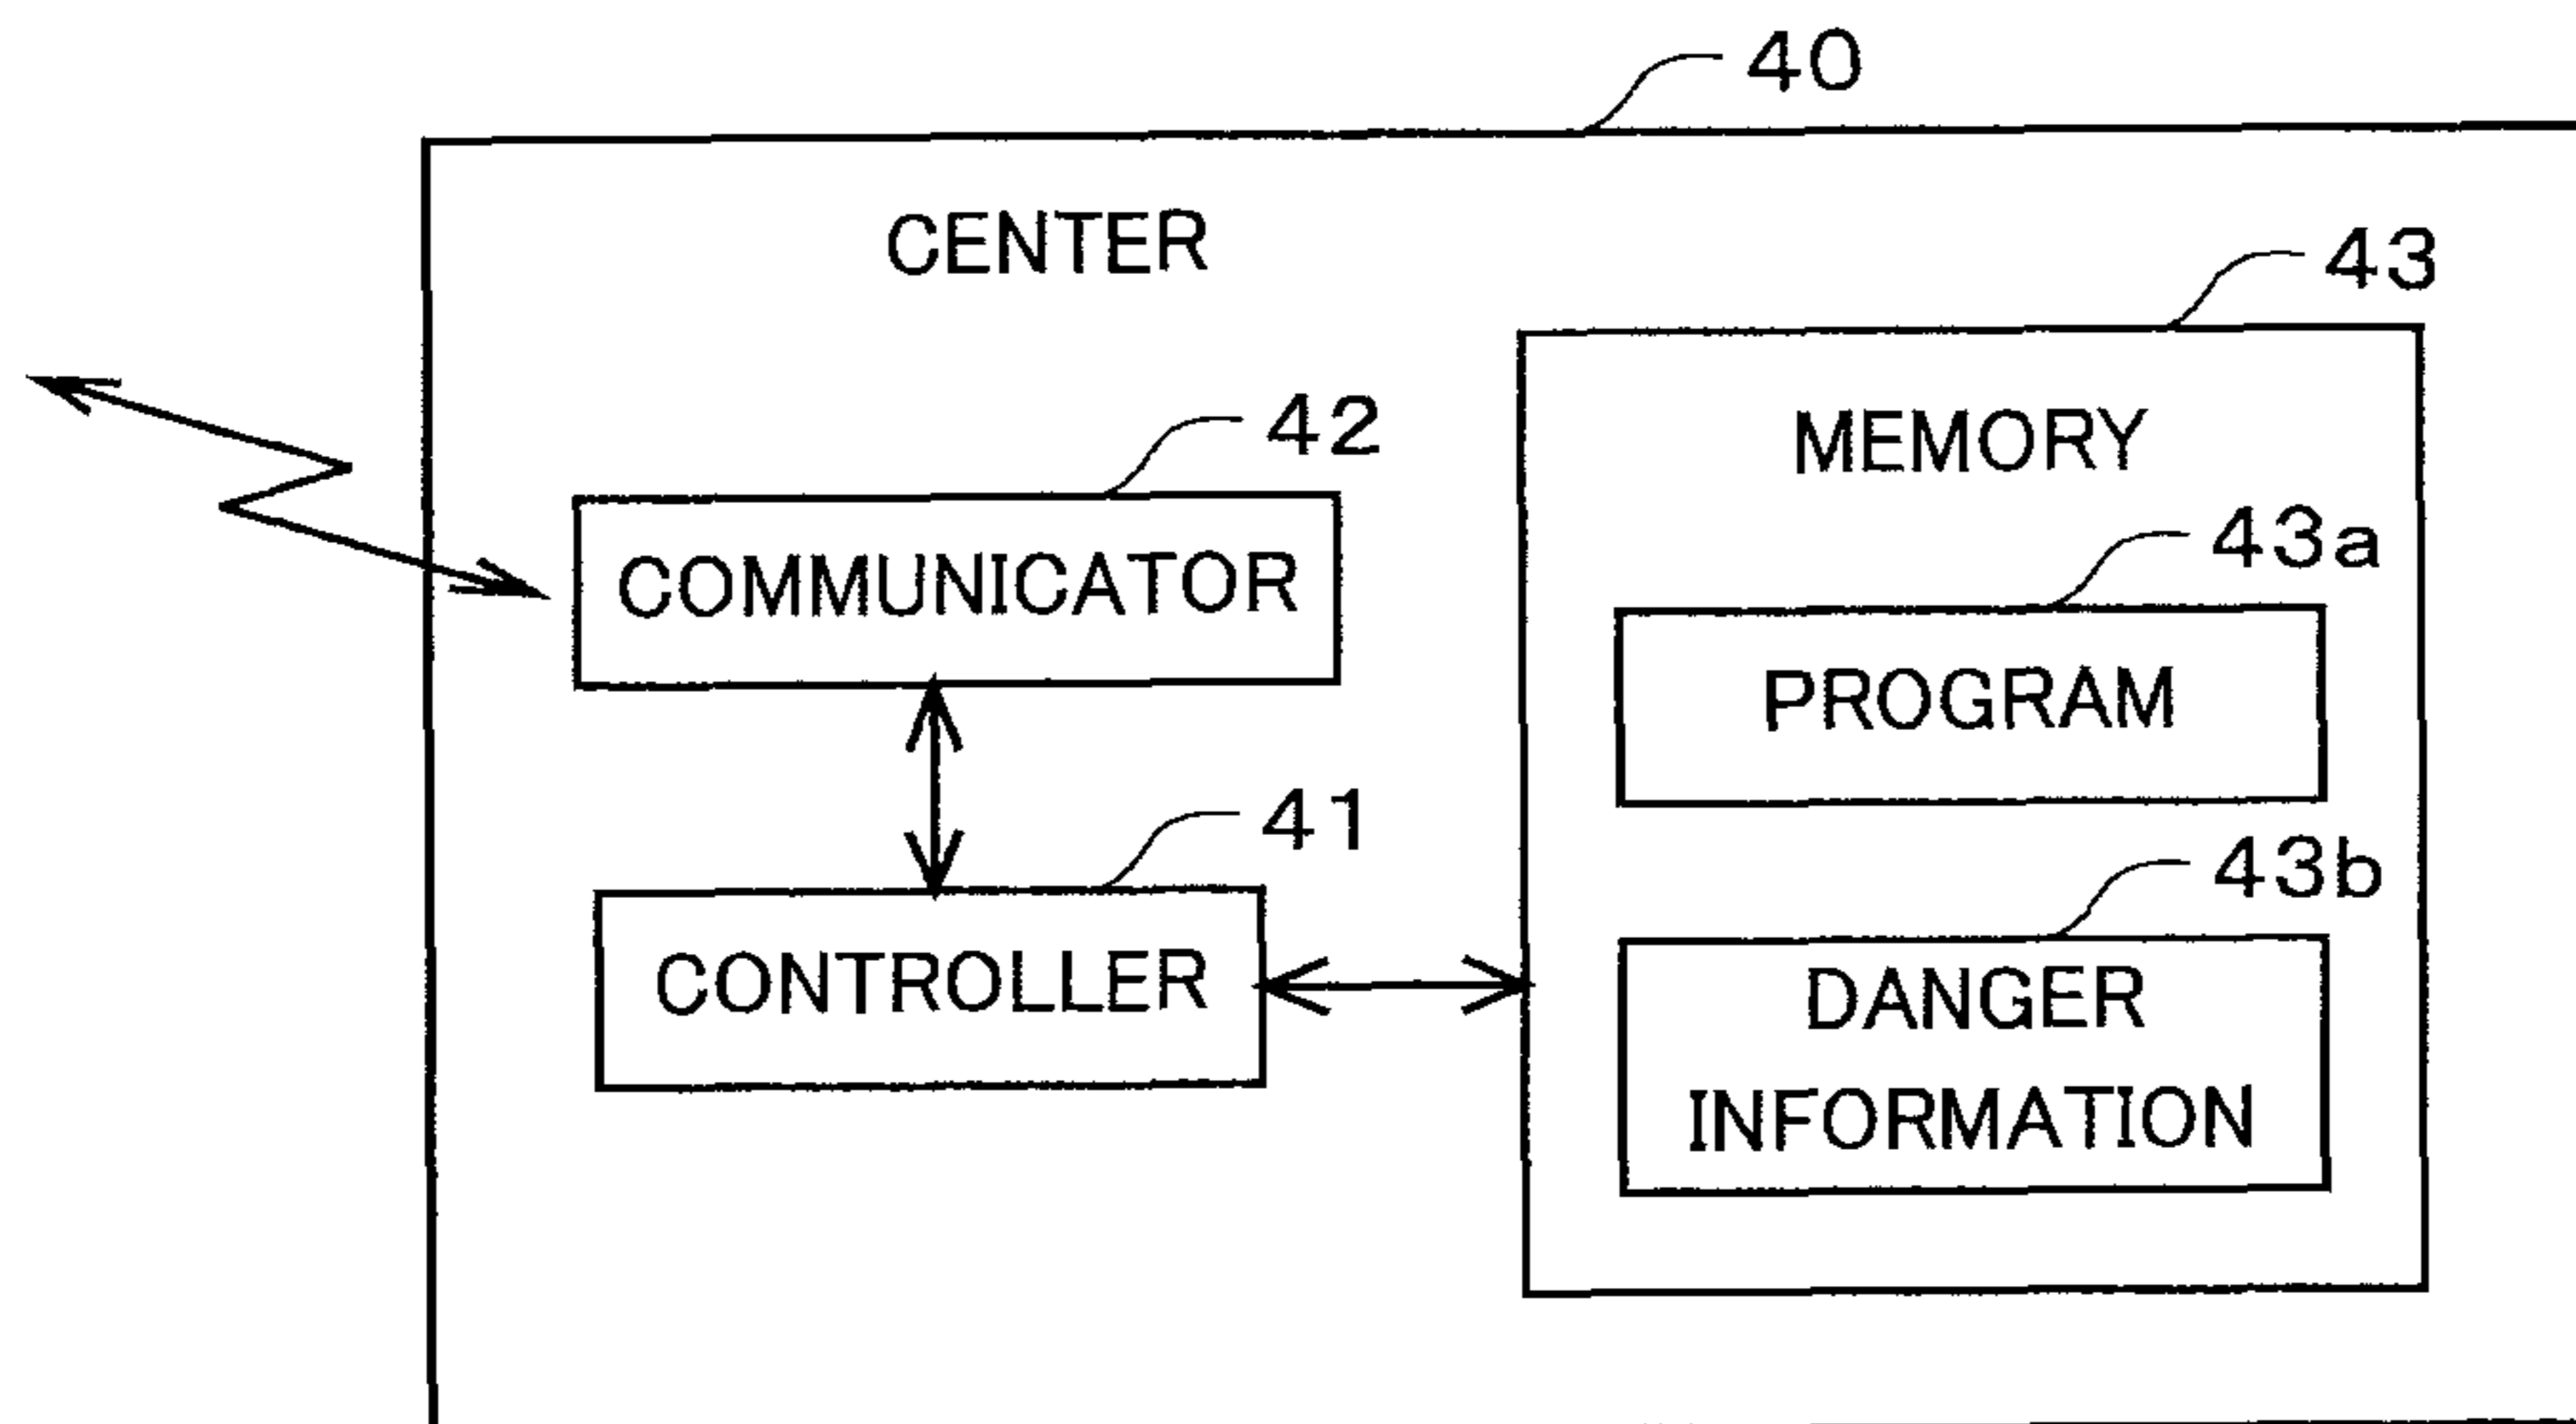 40
CENTER
43
42
MEMORY
43a
COMMUNICATOR
PROGRAM
41
43b
CONTROLLER
DANGER
INFORMATION